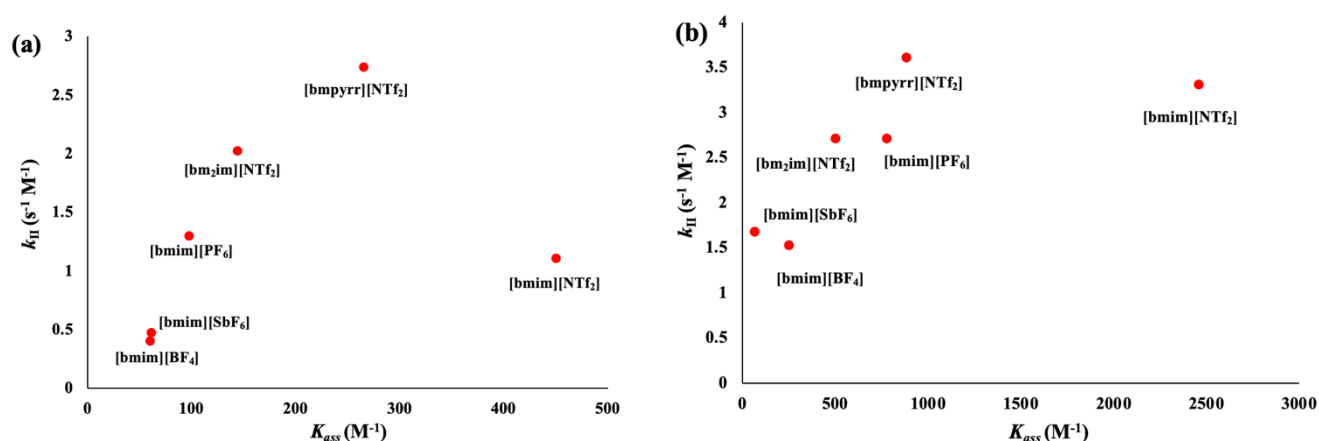 (a)
3
2.5
2
1.5
1
0.5
0
k_II (s⁻¹ M⁻¹)
[bmpyrr][NTf₂]
[bm₂im][NTf₂]
[bmim][PF₆]
[bmim][NTf₂]
[bmim][SbF₆]
[bmim][BF₄]
0 100 200 300 400 500
K_ass (M⁻¹)
(b)
4
3.5
3
2.5
2
1.5
1
0.5
0
k_II (s⁻¹ M⁻¹)
[bmpyrr][NTf₂]
[bmim][NTf₂]
[bm₂im][NTf₂] [bmim][PF₆]
[bmim][SbF₆]
[bmim][BF₄]
0 500 1000 1500 2000 2500 3000
K_ass (M⁻¹)